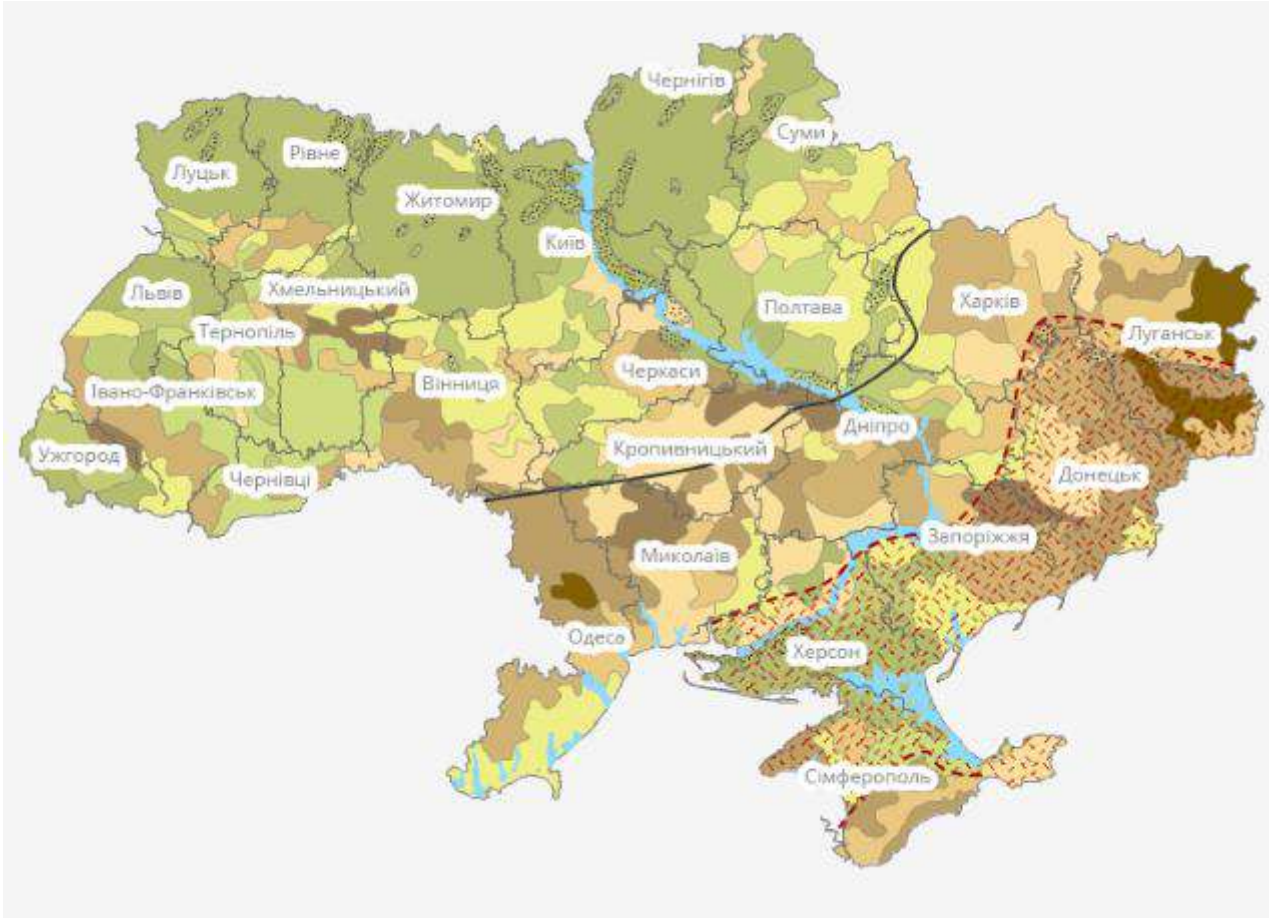 Чернігів
Суми
Рівне
Луцьк
Житомир
Київ
Львів
Хмельницький
Полтава
Харків
Тернопіль
Луганськ
Івано-Франківськ
Вінниця
Черкаси
Дніпро
Ужгород
Кропивницький
Чернівці
Донецьк
Запоріжжя
Миколаїв
Одеса
Херсон
Сімферополь